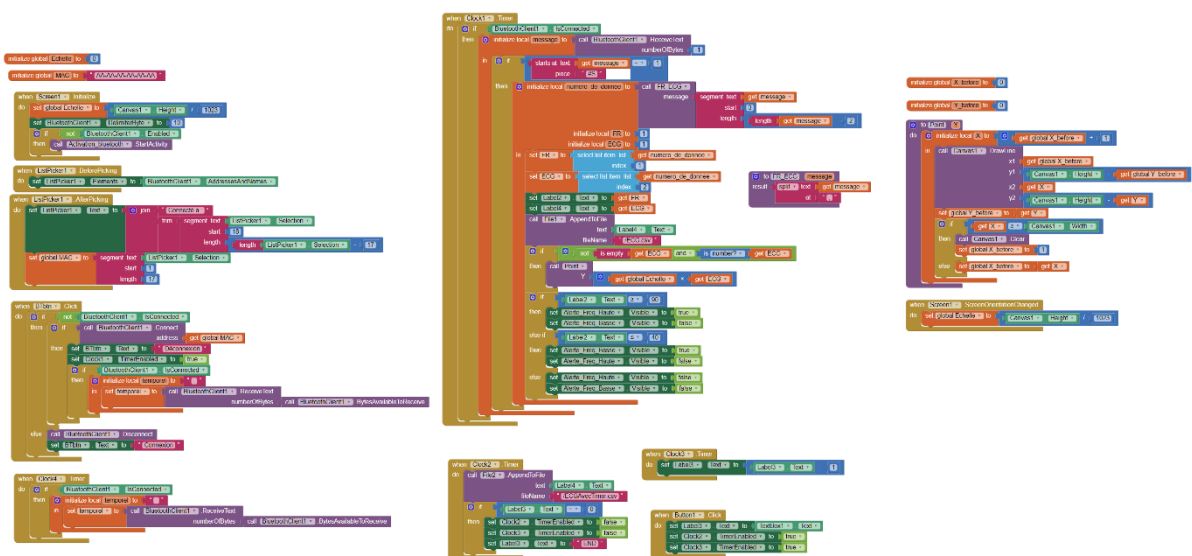 initialize global Echelle to 0
initialize global MAC to
when Screen1 .Initialize
do set global Echelle to Canvas1 . Height / 1023
set BluetoothClient1 . DelimiterByte to 10
if not BluetoothClient1 . Enabled
then call Activation_bluetooth .StartActivity
when ListPicker1 .BeforePicking
do set ListPicker1 . Elements to BluetoothClient1 . AddressesAndNames
when ListPicker1 .AfterPicking
do set ListPicker1 . Text to join "Connecté à"
trim segment text ListPicker1 . Selection
start 18
length length ListPicker1 . Selection - 17
set global MAC to segment text ListPicker1 . Selection
start 1
length 17
when BTbtn .Click
do if not BluetoothClient1 . IsConnected
then if call BluetoothClient1 .Connect
address get global MAC
then set BTbtn . Text to "Déconnexion"
set Clock1 . TimerEnabled to true
if BluetoothClient1 . IsConnected
then initialize local temporel to " "
in set temporel to call BluetoothClient1 .ReceiveText
numberOfBytes call BluetoothClient1 .BytesAvailableToReceive
else call BluetoothClient1 .Disconnect
set BTbtn . Text to "Connexion"
when Clock4 .Timer
do if BluetoothClient1 . IsConnected
then initialize local temporel to " "
in set temporel to call BluetoothClient1 .ReceiveText
numberOfBytes call BluetoothClient1 .BytesAvailableToReceive
when Clock1 .Timer
do if BluetoothClient1 . IsConnected
then initialize local message to call BluetoothClient1 .ReceiveText
numberOfBytes -1
in if starts at text get message = 1
piece
then initialize local numero_de_donnee to call FR_ECG
message segment text get message
start 2
length length get message - 2
initialize local FR to 1
initialize local ECG to 1
in set FR to select list item list get numero_de_donnee
index 1
set ECG to select list item list get numero_de_donnee
index 2
set Label2 . Text to get FR
set Label4 . Text to get ECG
call File1 .AppendToFile
text Label4 . Text
fileName
if not is empty get ECG and is number? get ECG
then call Point
Y get global Echelle × get ECG
if Label2 . Text ≥ 90
then set Alerte_Freq_Haute . Visible to true
set Alerte_Freq_Basse . Visible to false
else if Label2 . Text ≤ 40
then set Alerte_Freq_Basse . Visible to true
set Alerte_Freq_Haute . Visible to false
else set Alerte_Freq_Haute . Visible to false
set Alerte_Freq_Basse . Visible to false
to FR_ECG message
result split text get message
at
when Clock2 .Timer
do call File2 .AppendToFile
text Label4 . Text
fileName "/ECGAvecTimer.csv"
if Label3 . Text = 0
then set Clock2 . TimerEnabled to false
set Clock3 . TimerEnabled to false
set Label3 . Text to "FIN"
when Clock3 .Timer
do set Label3 . Text to Label3 . Text - 1
when Button1 .Click
do set Label3 . Text to TextBox1 . Text
set Clock2 . TimerEnabled to true
set Clock3 . TimerEnabled to true
initialize global X_before to 0
initialize global Y_before to 0
to Point Y
do initialize local X to get global X_before + 1
in call Canvas1 .DrawLine
x1 get global X_before
y1 Canvas1 . Height - get global Y_before
x2 get X
y2 Canvas1 . Height - get Y
set global Y_before to get Y
if get X ≥ Canvas1 . Width
then call Canvas1 .Clear
set global X_before to 1
else set global X_before to get X
when Screen1 .ScreenOrientationChanged
do set global Echelle to Canvas1 . Height / 1023